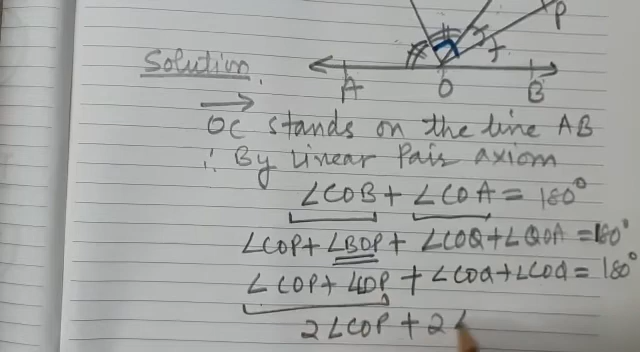 P
Solution.
A O B
OC stands on the line AB
∴ By Linear Pair axiom
∠COB + ∠COA = 180°
∠COP + ∠BOP + ∠COQ + ∠QOA = 180°
∠COP + ∠COP + ∠COQ + ∠COQ = 180°
2∠COP + 2∠